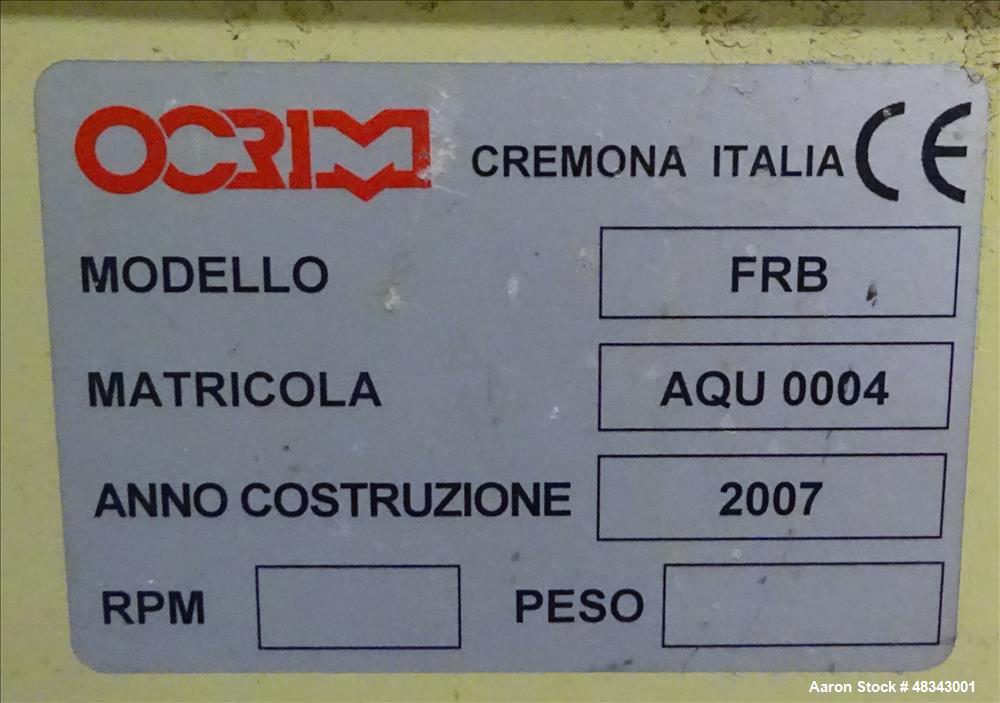 OCRIM CREMONA ITALIA CE
MODELLO FRB
MATRICOLA AQU 0004
ANNO COSTRUZIONE 2007
RPM PESO
Aaron Stock # 48343001